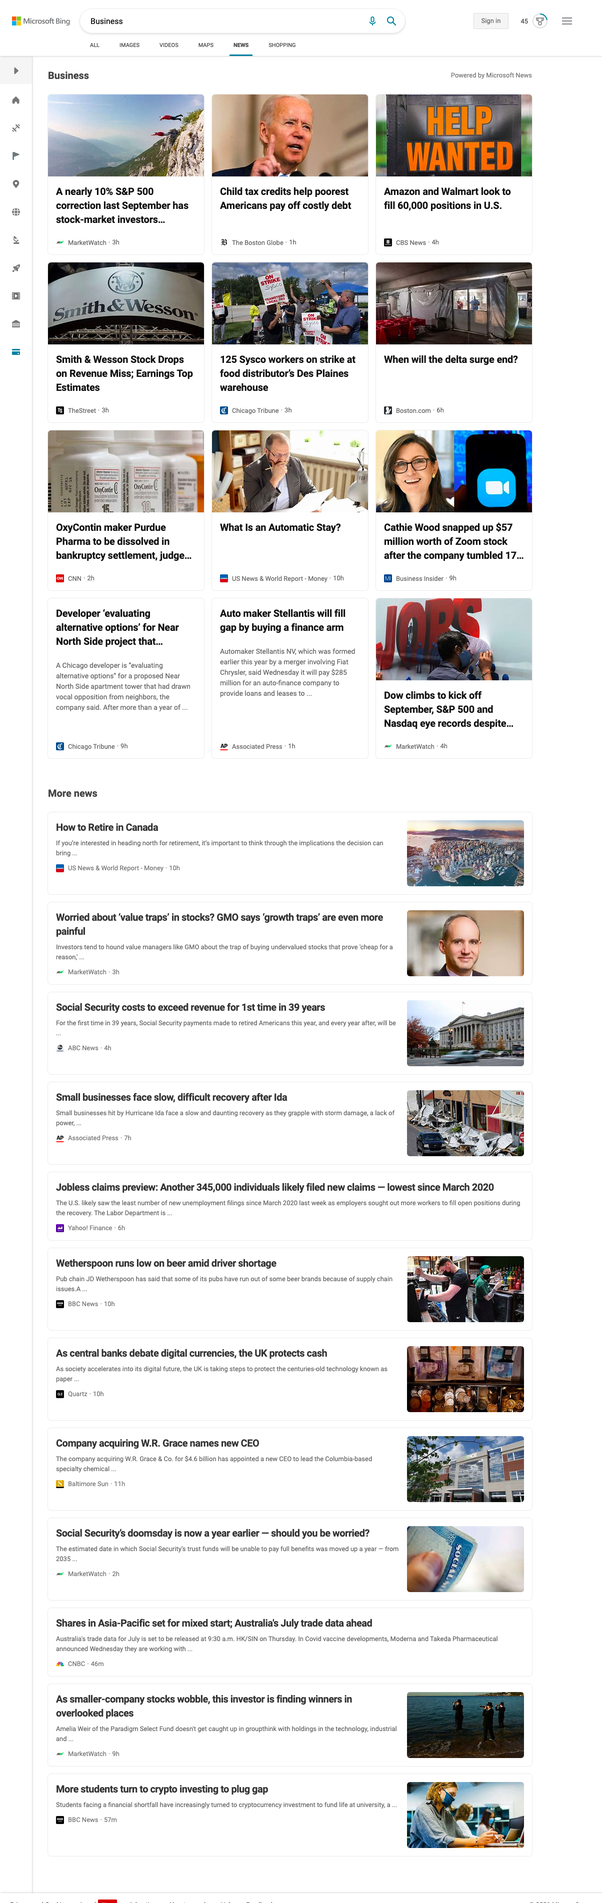 Microsoft Bing
Business
Sign in
45
ALL
IMAGES
VIDEOS
MAPS
NEWS
SHOPPING
Business
Powered by Microsoft News
HELP
WANTED
A nearly 10% S&P 500
correction last September has
stock-market investors...
MarketWatch · 3h
Child tax credits help poorest
Americans pay off costly debt
The Boston Globe · 1h
Amazon and Walmart look to
fill 60,000 positions in U.S.
CBS News · 4h
Smith & Wesson
ON STRIKE
Smith & Wesson Stock Drops
on Revenue Miss; Earnings Top
Estimates
TheStreet · 3h
125 Sysco workers on strike at
food distributor's Des Plaines
warehouse
Chicago Tribune · 3h
When will the delta surge end?
Boston.com · 6h
OxyContin
OxyContin maker Purdue
Pharma to be dissolved in
bankruptcy settlement, judge...
CNN · 2h
What Is an Automatic Stay?
US News & World Report - Money · 10h
Cathie Wood snapped up $57
million worth of Zoom stock
after the company tumbled 17...
Business Insider · 9h
Developer ‘evaluating
alternative options’ for Near
North Side project that...
A Chicago developer is “evaluating
alternative options” for a proposed Near
North Side apartment tower that had drawn
vocal opposition from neighbors, the
company said. After more than a year of ...
Chicago Tribune · 9h
Auto maker Stellantis will fill
gap by buying a finance arm
Automaker Stellantis NV, which was formed
earlier this year by a merger involving Fiat
Chrysler, said Wednesday it will pay $285
million for an auto-finance company to
provide loans and leases to ...
AP Associated Press · 1h
JOBS
Dow climbs to kick off
September, S&P 500 and
Nasdaq eye records despite...
MarketWatch · 4h
More news
How to Retire in Canada
If you're interested in heading north for retirement, it's important to think through the implications the decision can
bring ...
US News & World Report - Money · 10h
Worried about ‘value traps’ in stocks? GMO says ‘growth traps’ are even more
painful
Investors tend to hound value managers like GMO about the trap of buying undervalued stocks that prove ‘cheap for a
reason,’ ...
MarketWatch · 3h
Social Security costs to exceed revenue for 1st time in 39 years
For the first time in 39 years, Social Security payments made to retired Americans this year, and every year after, will be
...
ABC News · 4h
Small businesses face slow, difficult recovery after Ida
Small businesses hit by Hurricane Ida face a slow and daunting recovery as they grapple with storm damage, a lack of
power, ...
AP Associated Press · 7h
Jobless claims preview: Another 345,000 individuals likely filed new claims — lowest since March 2020
The U.S. likely saw the least number of new unemployment filings since March 2020 last week as employers sought out more workers to fill open positions during
the recovery. The Labor Department is ...
Yahoo! Finance · 6h
Wetherspoon runs low on beer amid driver shortage
Pub chain JD Wetherspoon has said that some of its pubs have run out of some beer brands because of supply chain
issues.A ...
BBC News · 10h
As central banks debate digital currencies, the UK protects cash
As society accelerates into its digital future, the UK is taking steps to protect the centuries-old technology known as
paper ...
Quartz · 10h
Company acquiring W.R. Grace names new CEO
The company acquiring W.R. Grace & Co. for $4.6 billion has appointed a new CEO to lead the Columbia-based
specialty chemical ...
Baltimore Sun · 11h
Social Security's doomsday is now a year earlier — should you be worried?
The estimated date in which Social Security's trust funds will be unable to pay full benefits was moved up a year — from
2035 ...
MarketWatch · 2h
SOCIAL
Shares in Asia-Pacific set for mixed start; Australia's July trade data ahead
Australia's trade data for July is set to be released at 9:30 a.m. HK/SIN on Thursday. In Covid vaccine developments, Moderna and Takeda Pharmaceutical
announced Wednesday they are working with ...
CNBC · 46m
As smaller-company stocks wobble, this investor is finding winners in
overlooked places
Amelia Weir of the Paradigm Select Fund doesn't get caught up in groupthink with holdings in the technology, industrial
and ...
MarketWatch · 9h
More students turn to crypto investing to plug gap
Students facing a financial shortfall have increasingly turned to cryptocurrency investment to fund life at university, a ...
BBC News · 57m